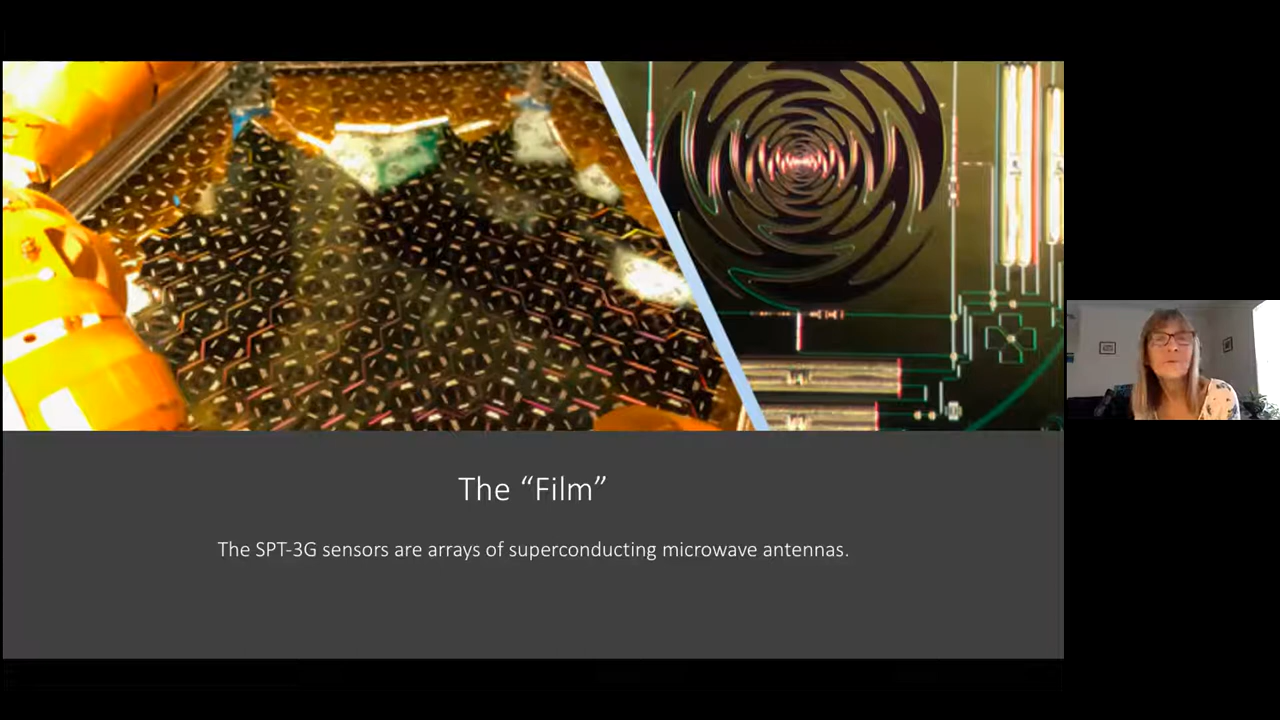 The “Film”
The SPT-3G sensors are arrays of superconducting microwave antennas.